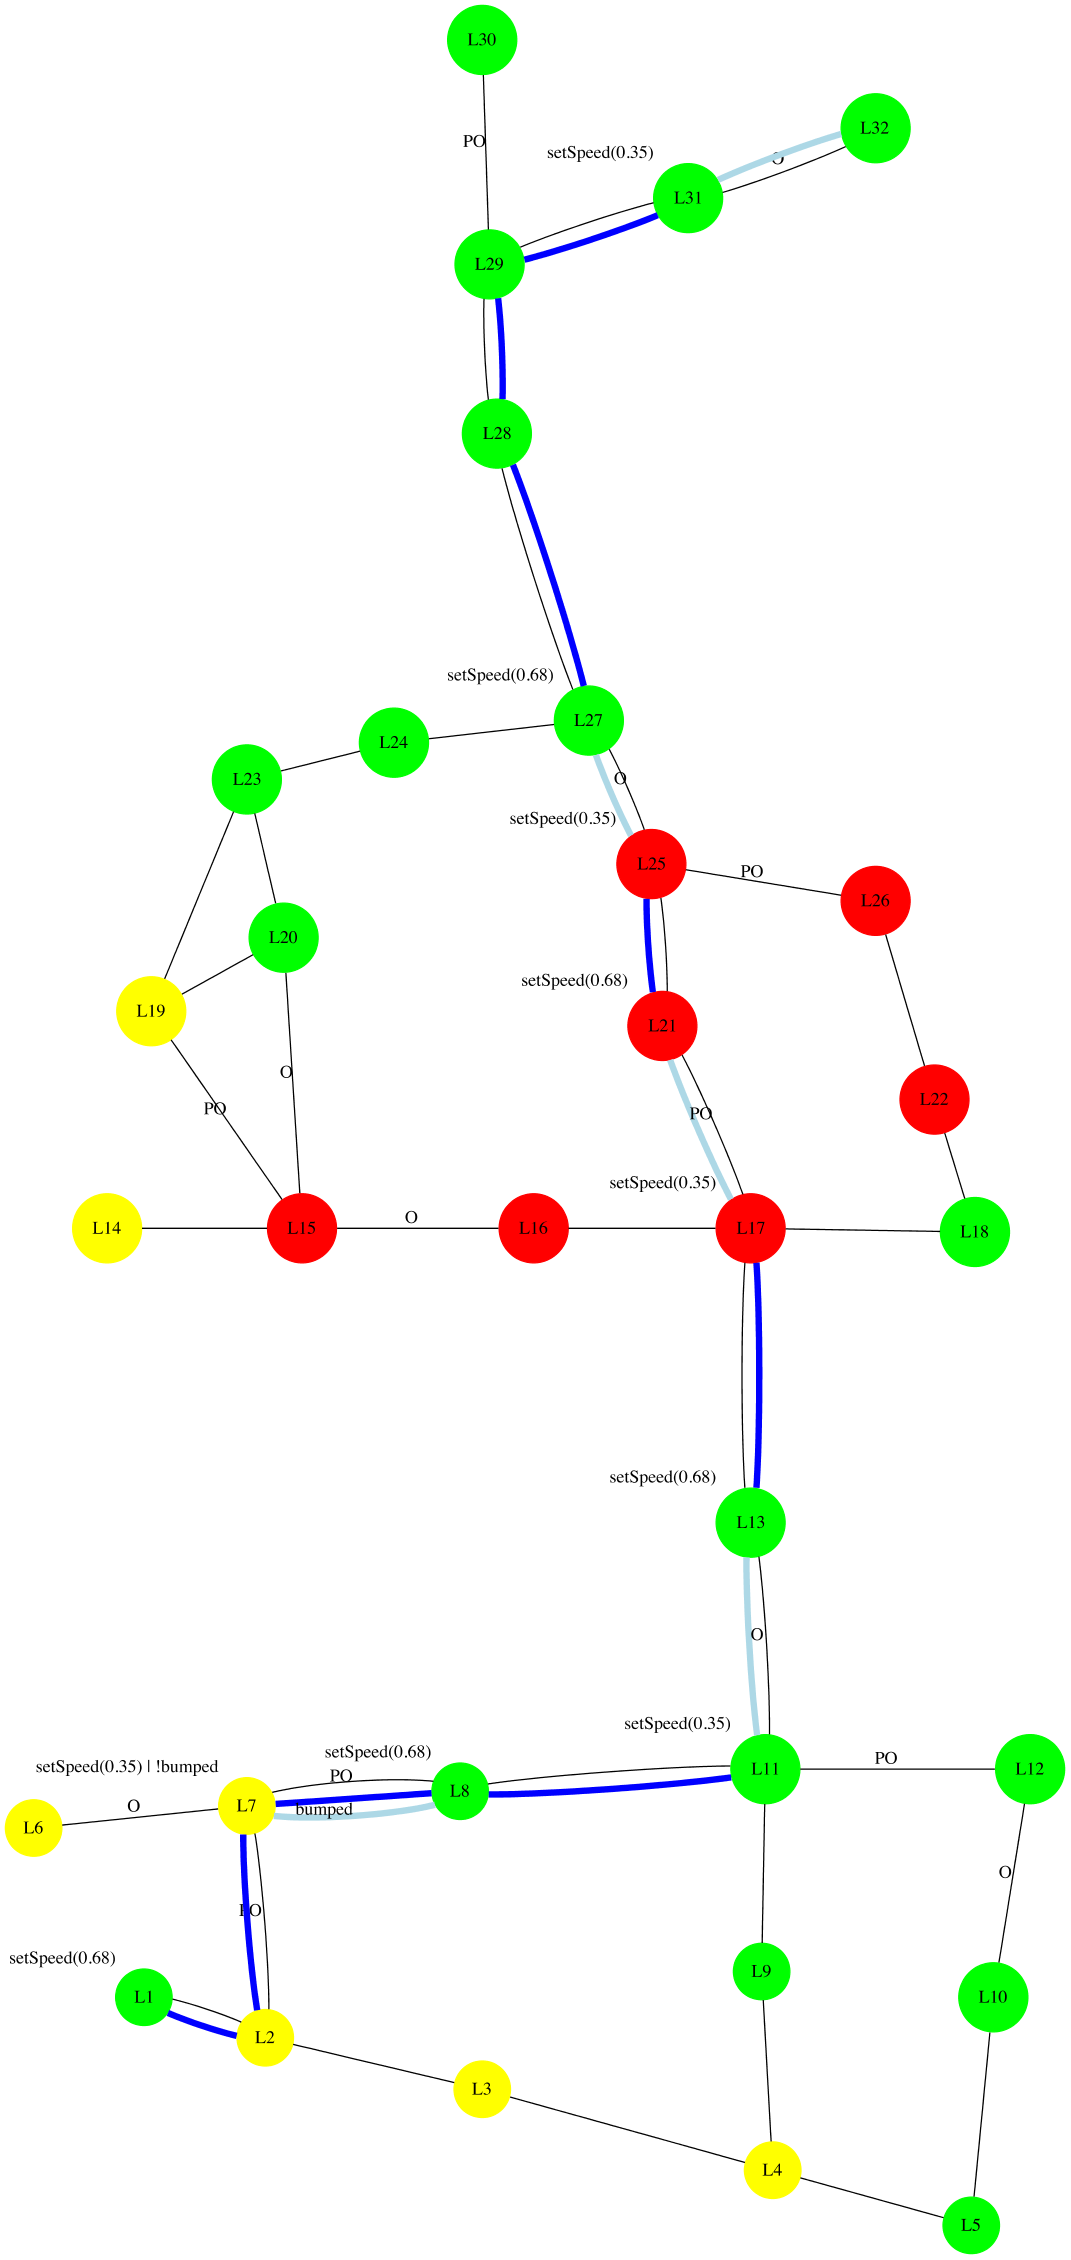 L30
L32
PO
setSpeed(0.35)
O
L31
L29
L28
setSpeed(0.68)
L27
L24
L23
O
setSpeed(0.35)
L25
PO
L26
L20
setSpeed(0.68)
L19
L21
O
L22
PO
PO
setSpeed(0.35)
L14
L15
O
L16
L17
L18
setSpeed(0.68)
L13
O
setSpeed(0.35)
setSpeed(0.68)
PO
L12
setSpeed(0.35) | !bumped
PO
L11
L8
O
L7
bumped
L6
O
PO
setSpeed(0.68)
L9
L1
L10
L2
L3
L4
L5